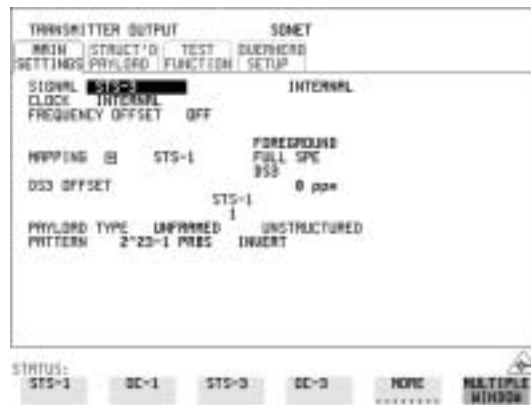 TRANSMITTER OUTPUT SONET
MAIN SETTINGS STRUCT'D PAYLOAD TEST FUNCTION OVERHEAD SETUP
SIGNAL STS-3 INTERNAL
CLOCK INTERNAL
FREQUENCY OFFSET OFF
FOREGROUND
MAPPING STS-1 FULL SPE
DS3
DS3 OFFSET 0 ppm
STS-1
1
PAYLOAD TYPE UNFRAMED UNSTRUCTURED
PATTERN 2^23-1 PRBS INVERT
STATUS:
STS-1 OC-1 STS-3 OC-3 MORE MULTIPLE WINDOW